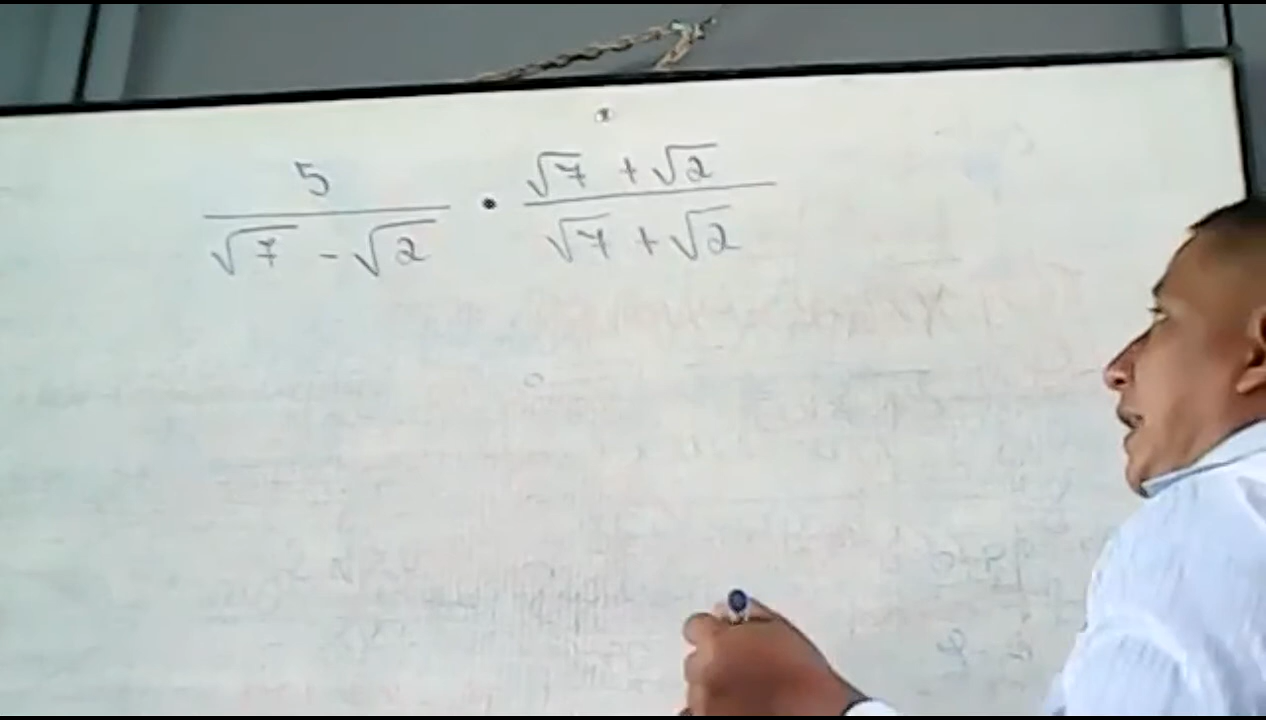 5 / (√7 - √2) • (√7 + √2) / (√7 + √2)